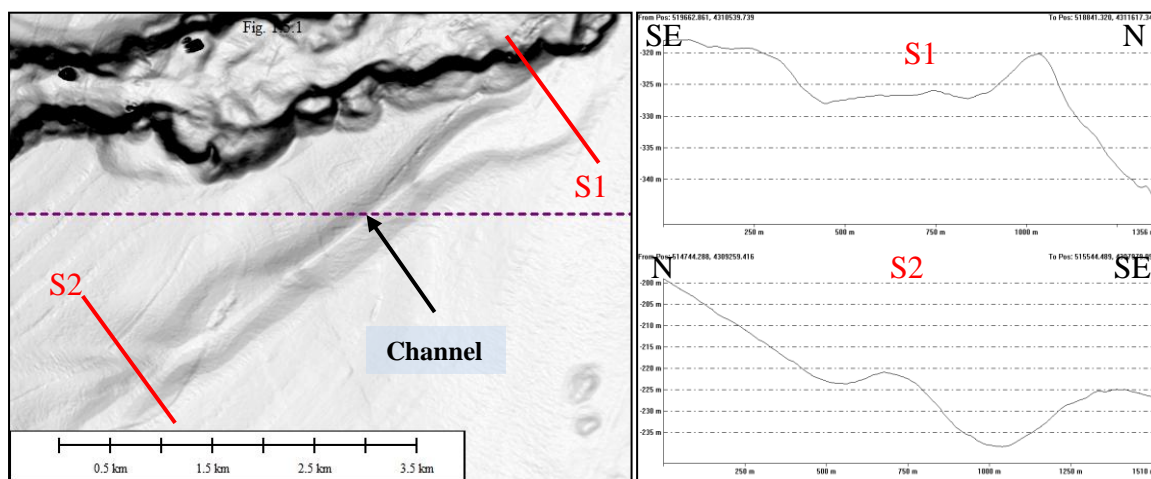 Fig. 1.5.1
S1
S2
Channel
0.5 km 1.5 km 2.5 km 3.5 km
From Pos: 519662.861, 4310539.739 To Pos: 518841.320, 4311617.34
SE N
S1
-320 m
-325 m
-330 m
-335 m
-340 m
250 m 500 m 750 m 1000 m 1356 m
From Pos: 514744.288, 4309259.416 To Pos: 515544.489,
N SE
S2
-200 m
-205 m
-210 m
-215 m
-220 m
-225 m
-230 m
-235 m
250 m 500 m 750 m 1000 m 1250 m